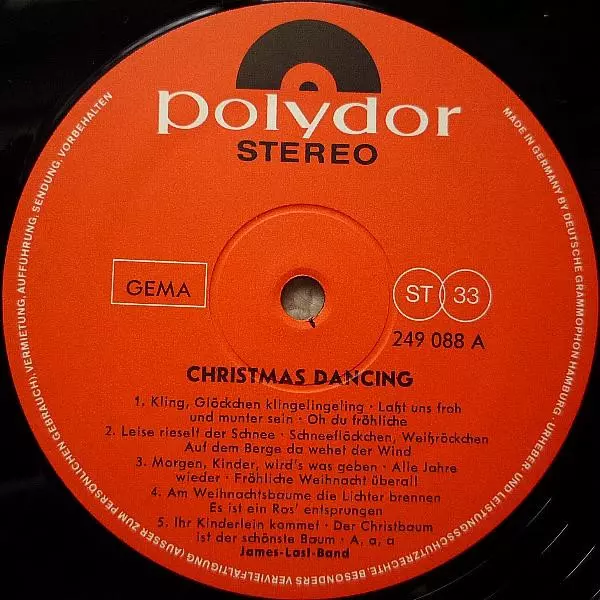 polydor
STEREO
GEMA
ST 33
249 088 A
CHRISTMAS DANCING
1. Kling, Glöckchen klingelingeling · Laßt uns froh
und munter sein · Oh du fröhliche
2. Leise rieself der Schnee · Schneeflöckchen, Weißröckchen
Auf dem Berge da wehet der Wind
3. Morgen, Kinder, wird's was geben · Alle Jahre
wieder · Fröhliche Weihnacht überall
4. Am Weihnachtsbaume die Lichter brennen
Es ist ein Ros' entsprungen
5. Ihr Kinderlein kommet · Der Christbaum
ist der schönste Baum · A, a, a
James-Last-Band
MADE IN GERMANY BY DEUTSCHE GRAMMOPHON HAMBURG · URHEBER- UND LEISTUNGSSCHUTZRECHTE, BESONDERS VERVIELFÄLTIGUNG (AUSSER ZUM PERSÖNLICHEN GEBRAUCH), VERMIETUNG, AUFFÜHRUNG, SENDUNG, VORBEHALTEN